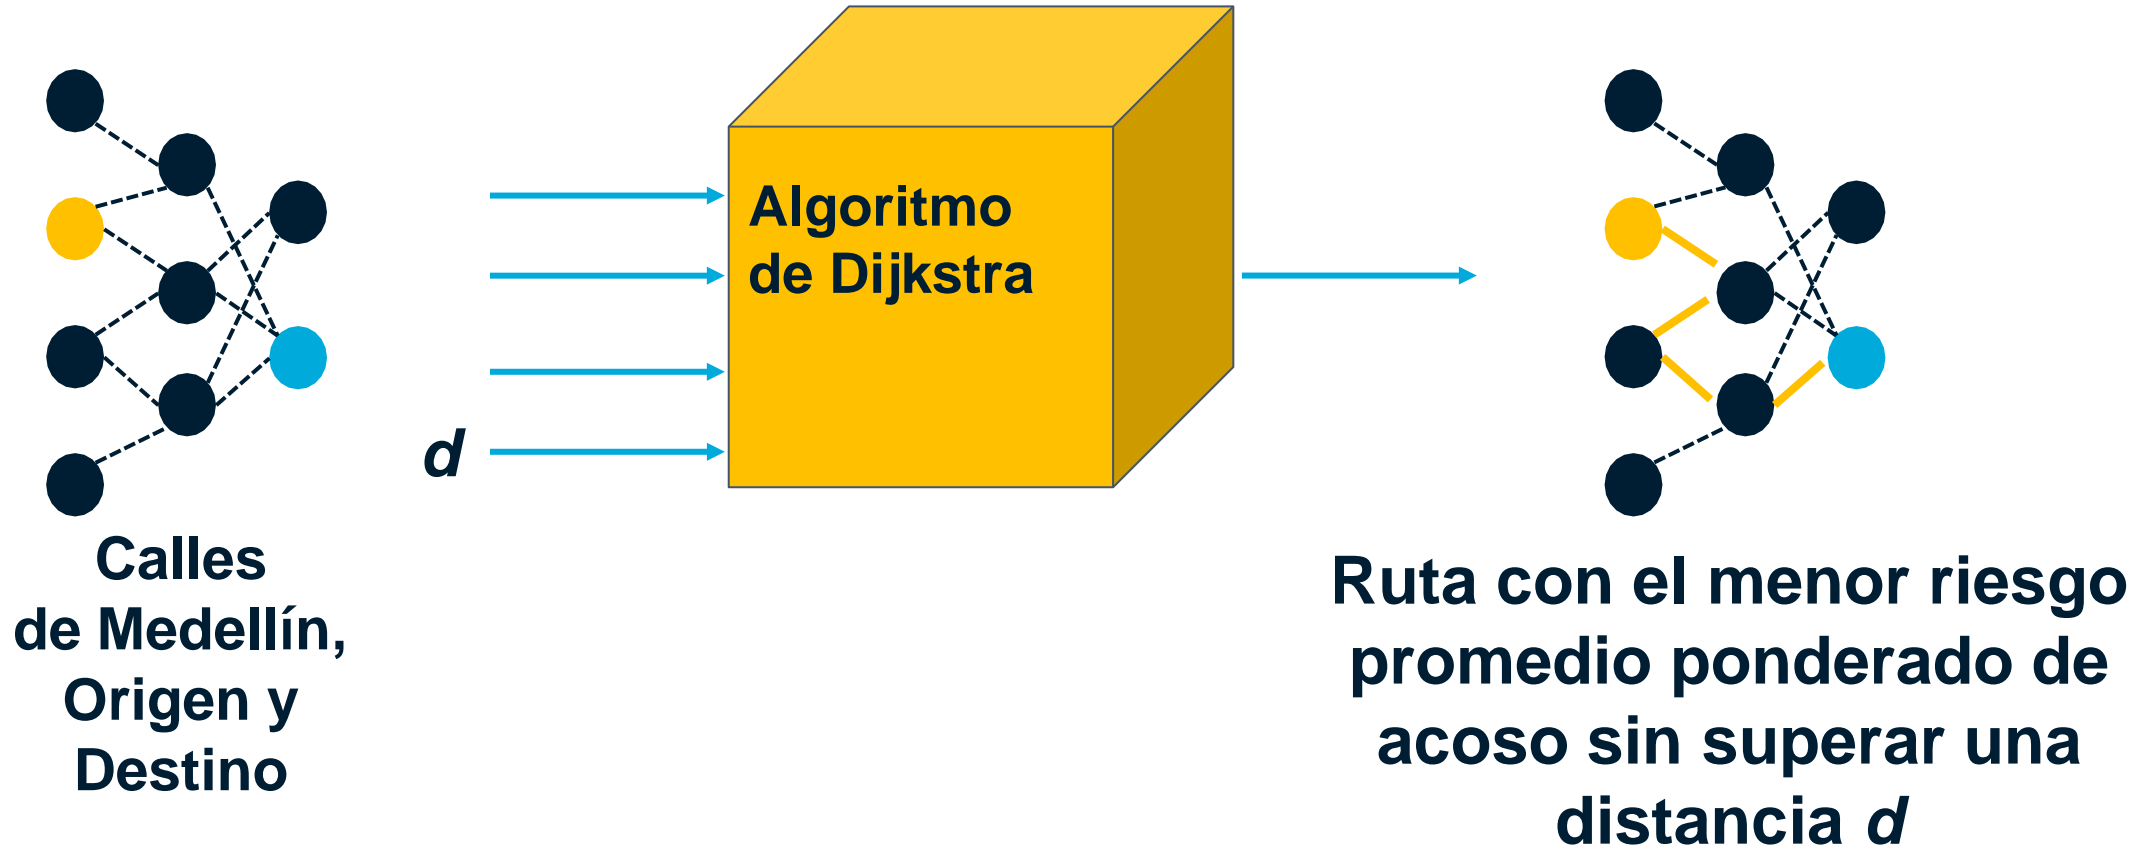 Algoritmo
de Dijkstra
d
Calles
de Medellín,
Origen y
Destino
Ruta con el menor riesgo
promedio ponderado de
acoso sin superar una
distancia d